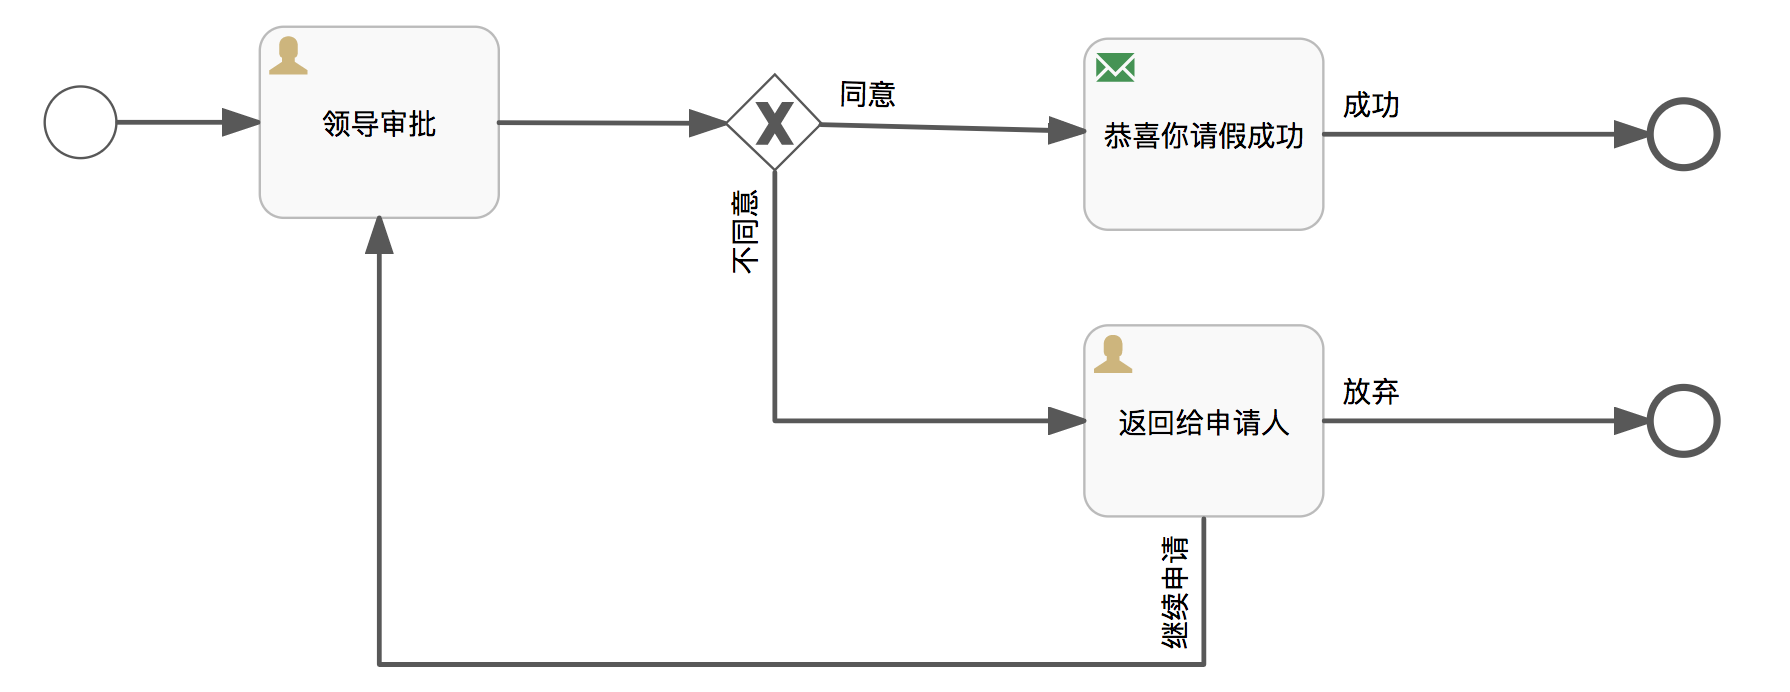 领导审批
同意
恭喜你请假成功
成功
不同意
返回给申请人
放弃
继续申请